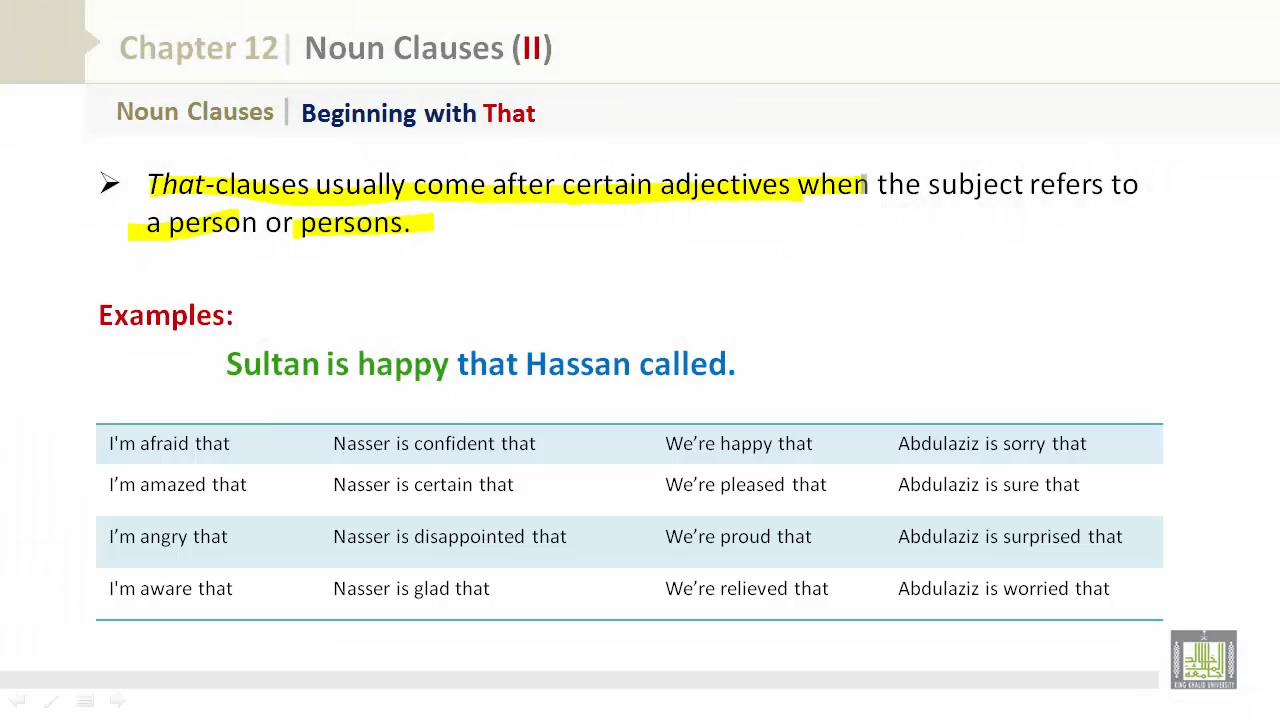 Chapter 12| Noun Clauses (II)
Noun Clauses | Beginning with That
➢ That-clauses usually come after certain adjectives when the subject refers to
a person or persons.
Examples:
Sultan is happy that Hassan called.
I'm afraid that Nasser is confident that We’re happy that Abdulaziz is sorry that
I’m amazed that Nasser is certain that We’re pleased that Abdulaziz is sure that
I’m angry that Nasser is disappointed that We’re proud that Abdulaziz is surprised that
I'm aware that Nasser is glad that We’re relieved that Abdulaziz is worried that
KING KHALID UNIVERSITY